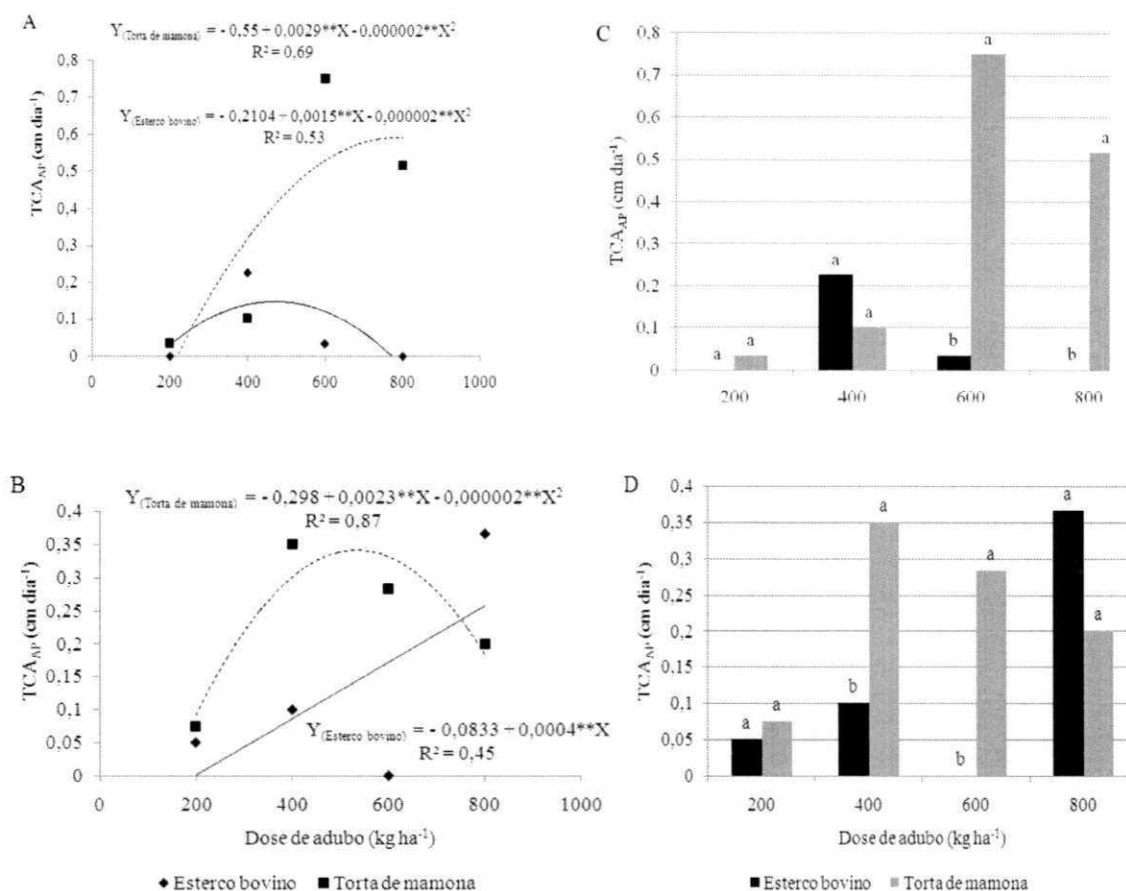 A
Y(Torta de mamona) = - 0,55 + 0,0029**X - 0,000002**X²
R² = 0,69
Y(Esterco bovino) = - 0,2104 + 0,0015**X - 0,000002**X²
R² = 0,53
TCA_AP (cm dia⁻¹)
0,8
0,7
0,6
0,5
0,4
0,3
0,2
0,1
0
0 200 400 600 800 1000
C
TCA_AP (cm dia⁻¹)
0,8
0,7
0,6
0,5
0,4
0,3
0,2
0,1
0
a a a a b a b a
200 400 600 800
B
Y(Torta de mamona) = - 0,298 + 0,0023**X - 0,000002**X²
R² = 0,87
TCA_AP (cm dia⁻¹)
0,4
0,35
0,3
0,25
0,2
0,15
0,1
0,05
0
Y(Esterco bovino) = - 0,0833 + 0,0004**X
R² = 0,45
0 200 400 600 800 1000
Dose de adubo (kg ha⁻¹)
◆ Esterco bovino ■ Torta de mamona
D
TCA_AP (cm dia⁻¹)
0,4
0,35
0,3
0,25
0,2
0,15
0,1
0,05
0
a a b a b a a a
200 400 600 800
Dose de adubo (kg ha⁻¹)
■ Esterco bovino ■ Torta de mamona